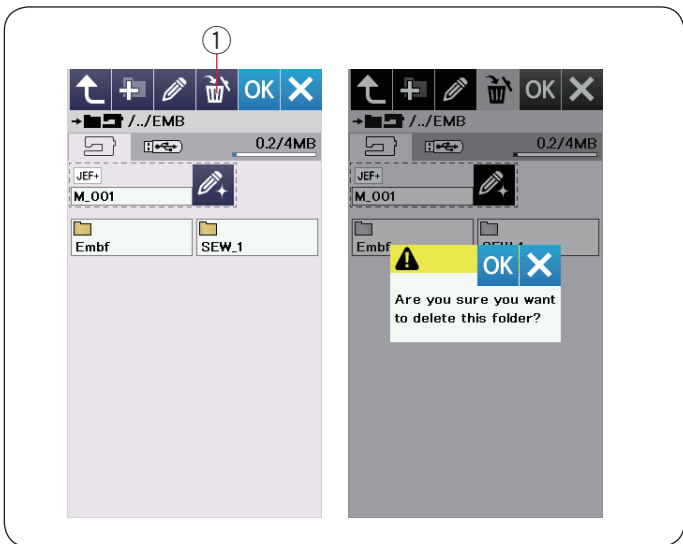 1
OK
/../EMB
0.2/4MB
JEF+
M_001
Embf
SEW_1
OK
/../EMB
0.2/4MB
JEF+
M_001
Embf
SEW_1
OK
Are you sure you want
to delete this folder?